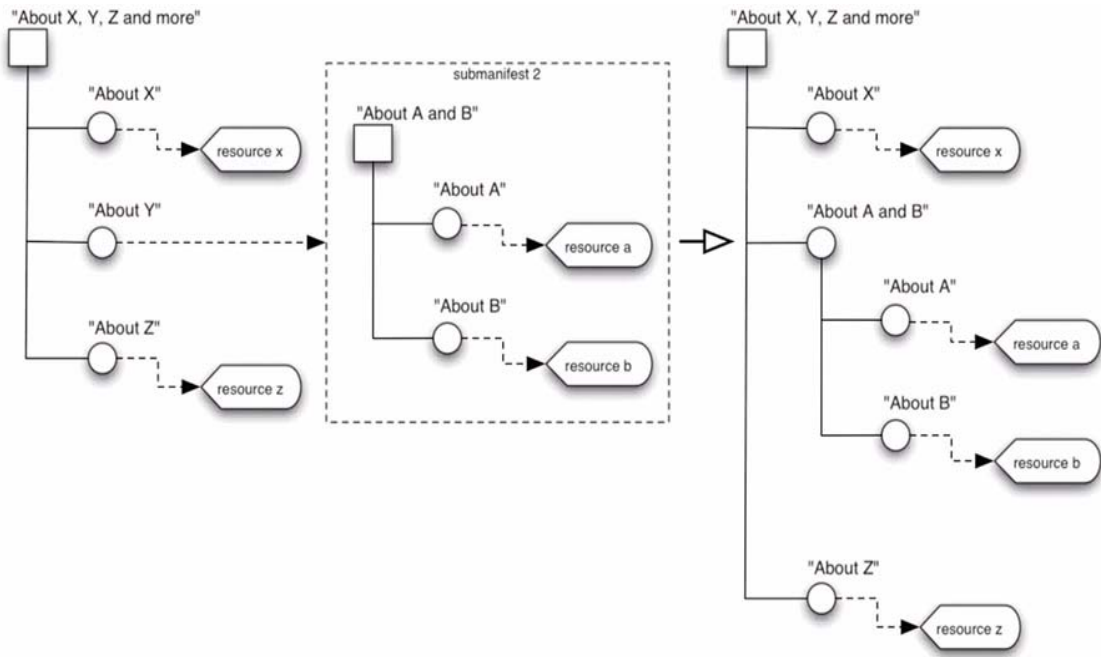 "About X, Y, Z and more"
"About X"
resource x
"About Y"
"About Z"
resource z
submanifest 2
"About A and B"
"About A"
resource a
"About B"
resource b
"About X, Y, Z and more"
"About X"
resource x
"About A and B"
"About A"
resource a
"About B"
resource b
"About Z"
resource z